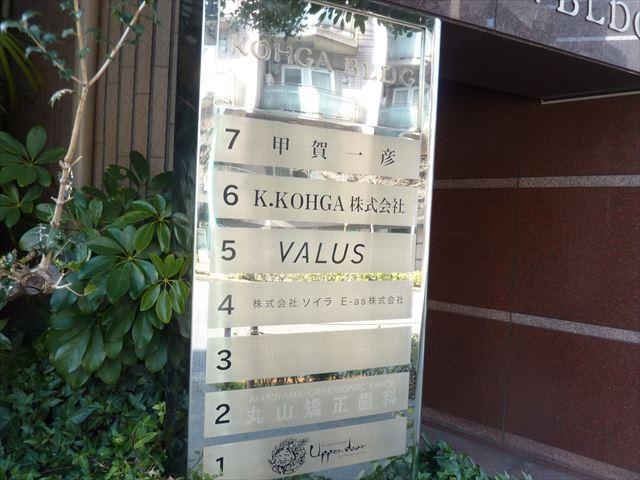 BLDG
KOHGA BLDG
7 甲賀一彦
6 K.KOHGA 株式会社
5 VALUS
4 株式会社ソイラ E-as株式会社
3
2 MARUYAMA ORTHODONTIC OFFICE
丸山矯正歯科
1 Upper.door